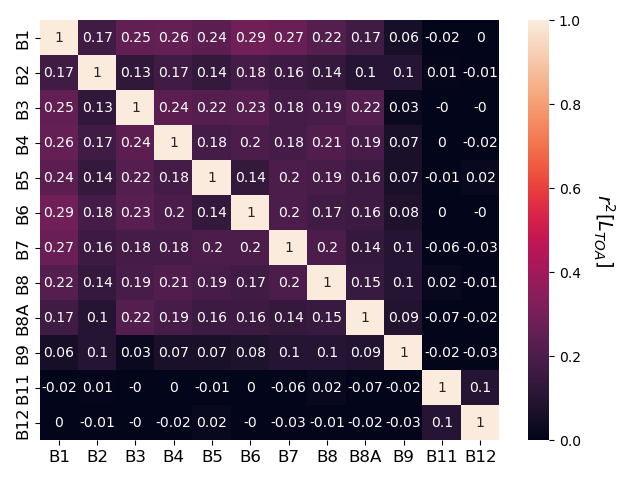 B1 1 0.17 0.25 0.26 0.24 0.29 0.27 0.22 0.17 0.06 -0.02 0
B2 0.17 1 0.13 0.17 0.14 0.18 0.16 0.14 0.1 0.1 0.01 -0.01
B3 0.25 0.13 1 0.24 0.22 0.23 0.18 0.19 0.22 0.03 -0 -0
B4 0.26 0.17 0.24 1 0.18 0.2 0.18 0.21 0.19 0.07 0 -0.02
B5 0.24 0.14 0.22 0.18 1 0.14 0.2 0.19 0.16 0.07 -0.01 0.02
B6 0.29 0.18 0.23 0.2 0.14 1 0.2 0.17 0.16 0.08 0 -0
B7 0.27 0.16 0.18 0.18 0.2 0.2 1 0.2 0.14 0.1 -0.06 -0.03
B8 0.22 0.14 0.19 0.21 0.19 0.17 0.2 1 0.15 0.1 0.02 -0.01
B8A 0.17 0.1 0.22 0.19 0.16 0.16 0.14 0.15 1 0.09 -0.07 -0.02
B9 0.06 0.1 0.03 0.07 0.07 0.08 0.1 0.1 0.09 1 -0.02 -0.03
B11 -0.02 0.01 -0 0 -0.01 0 -0.06 0.02 -0.07 -0.02 1 0.1
B12 0 -0.01 -0 -0.02 0.02 -0 -0.03 -0.01 -0.02 -0.03 0.1 1
B1 B2 B3 B4 B5 B6 B7 B8 B8A B9 B11 B12
1.0
0.8
0.6
0.4
0.2
0.0
r²[L_TOA]